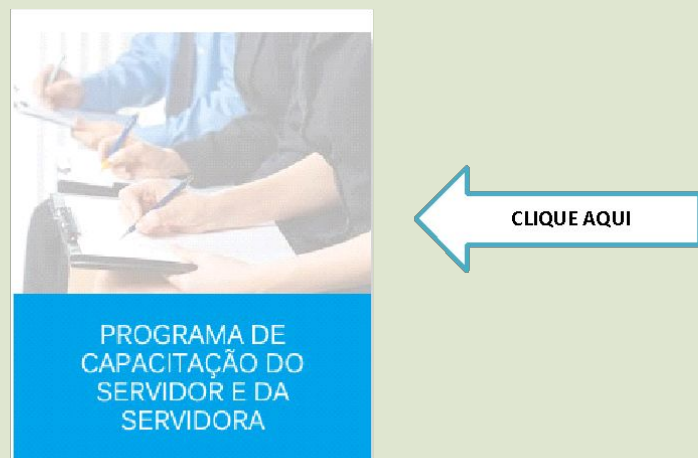 PROGRAMA DE
CAPACITAÇÃO DO
SERVIDOR E DA
SERVIDORA
CLIQUE AQUI